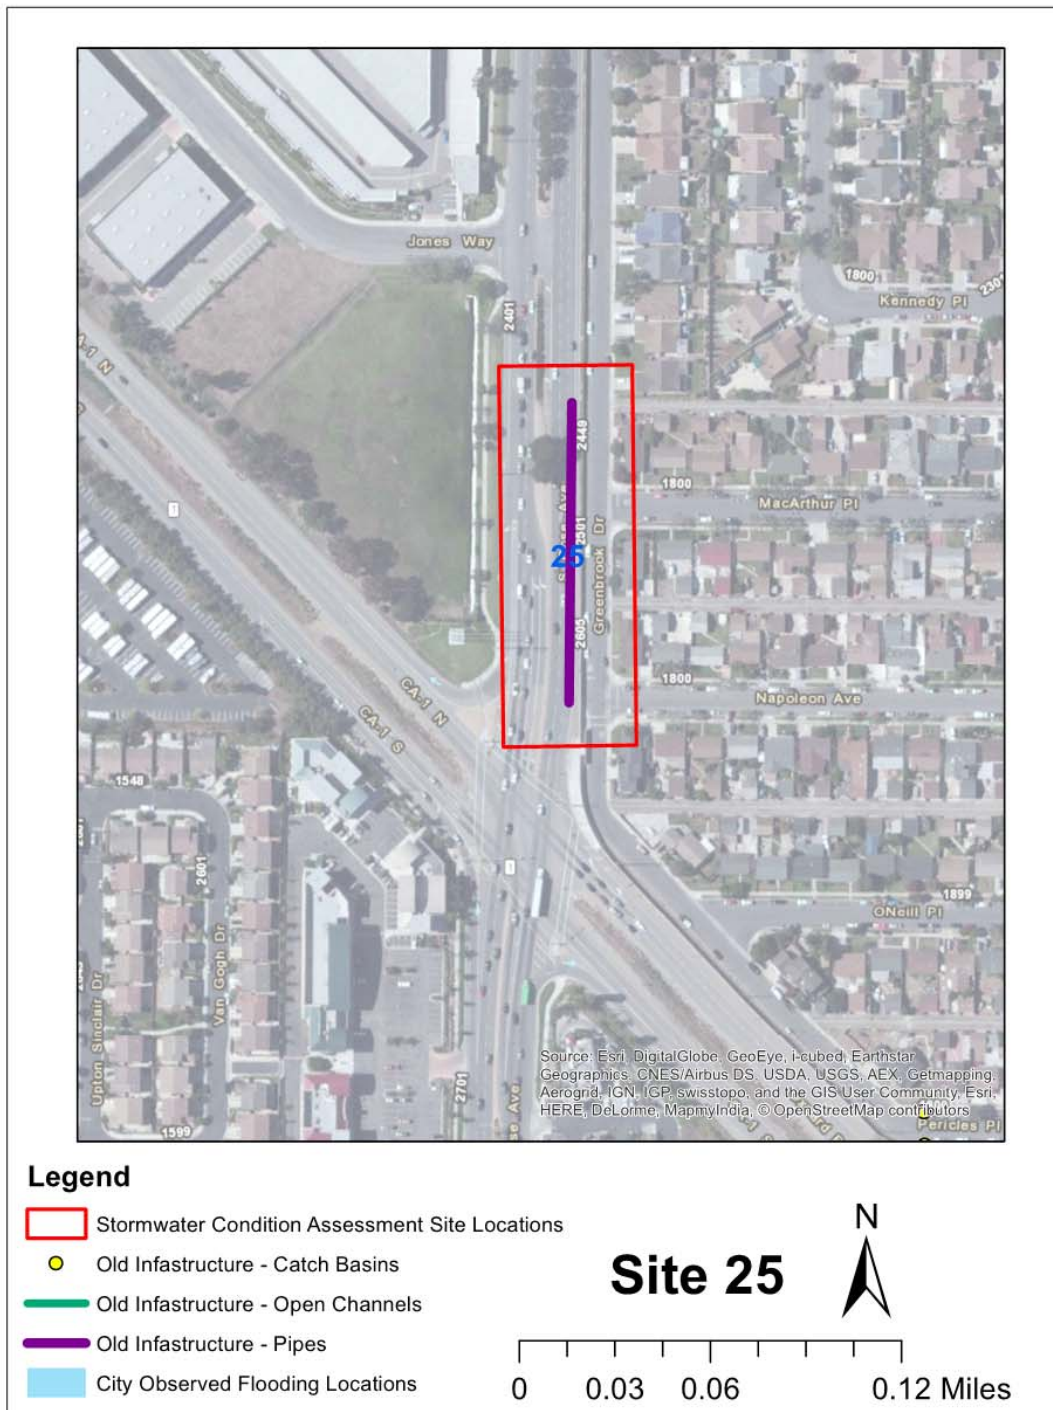 Jones Way
1800
Kennedy Pl
2301
2401
CA-1 N
2449
1800
MacArthur Pl
2501
25
Greenbrook Dr
2605
1800
Napoleon Ave
CA-1 N
CA-1 S
1548
2601
1899
ONeill Pl
Van Gogh Dr
Upton Sinclair Dr
2701
1599
Pericles Pl
Source: Esri, DigitalGlobe, GeoEye, i-cubed, Earthstar
Geographics, CNES/Airbus DS, USDA, USGS, AEX, Getmapping,
Aerogrid, IGN, IGP, swisstopo, and the GIS User Community, Esri,
HERE, DeLorme, MapmyIndia, © OpenStreetMap contributors
Legend
Stormwater Condition Assessment Site Locations
Old Infastructure - Catch Basins
Old Infastructure - Open Channels
Old Infastructure - Pipes
City Observed Flooding Locations
Site 25
N
0 0.03 0.06 0.12 Miles